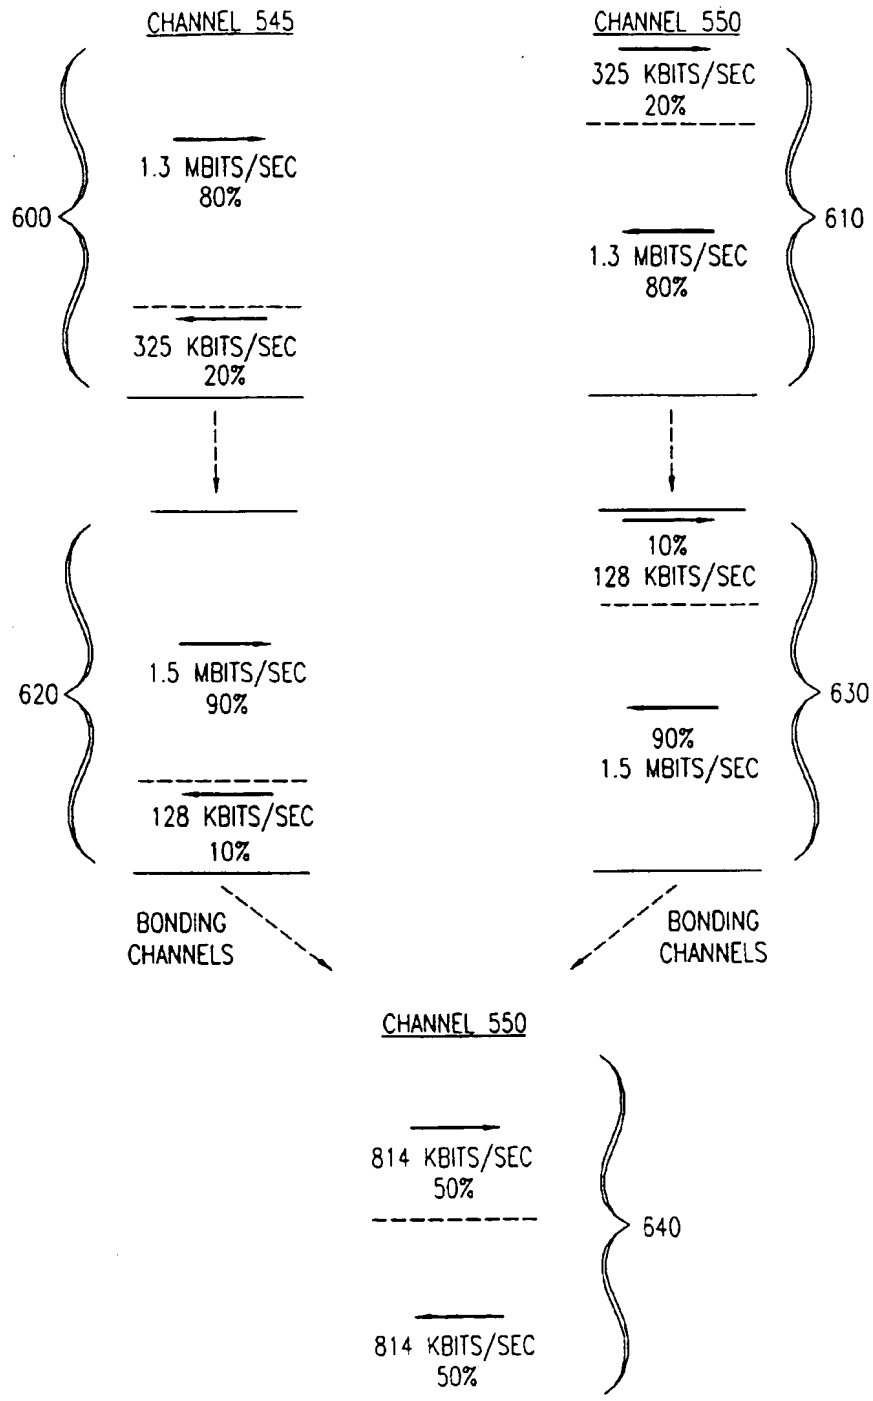 CHANNEL 545
1.3 MBITS/SEC
80%
600
325 KBITS/SEC
20%
CHANNEL 550
325 KBITS/SEC
20%
1.3 MBITS/SEC
80%
610
620
1.5 MBITS/SEC
90%
128 KBITS/SEC
10%
10%
128 KBITS/SEC
90%
1.5 MBITS/SEC
630
BONDING
CHANNELS
BONDING
CHANNELS
CHANNEL 550
814 KBITS/SEC
50%
640
814 KBITS/SEC
50%